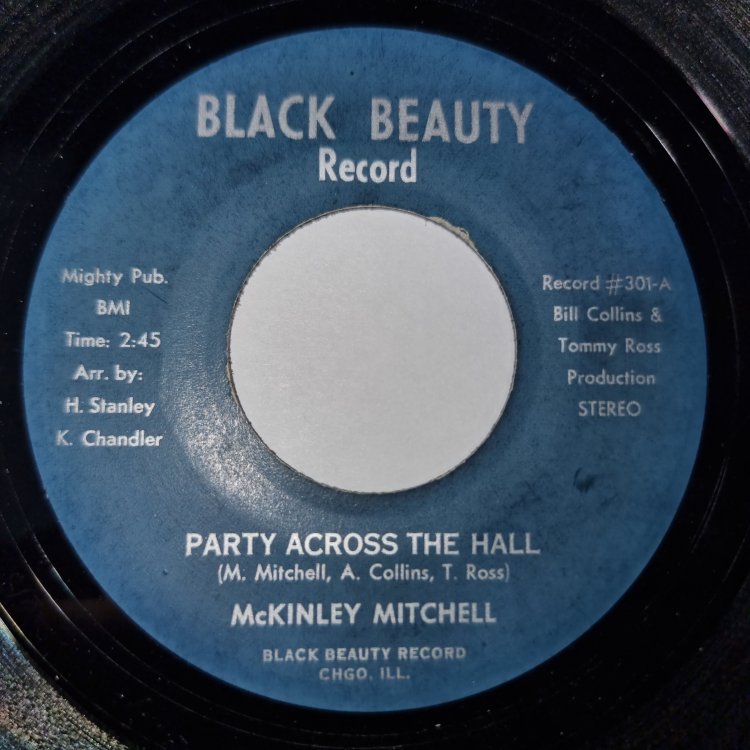 BLACK BEAUTY
Record
Mighty Pub.
BMI
Time: 2:45
Arr. by:
H. Stanley
K. Chandler
Record #301-A
Bill Collins &
Tommy Ross
Production
STEREO
PARTY ACROSS THE HALL
(M. Mitchell, A. Collins, T. Ross)
McKINLEY MITCHELL
BLACK BEAUTY RECORD
CHGO. ILL.